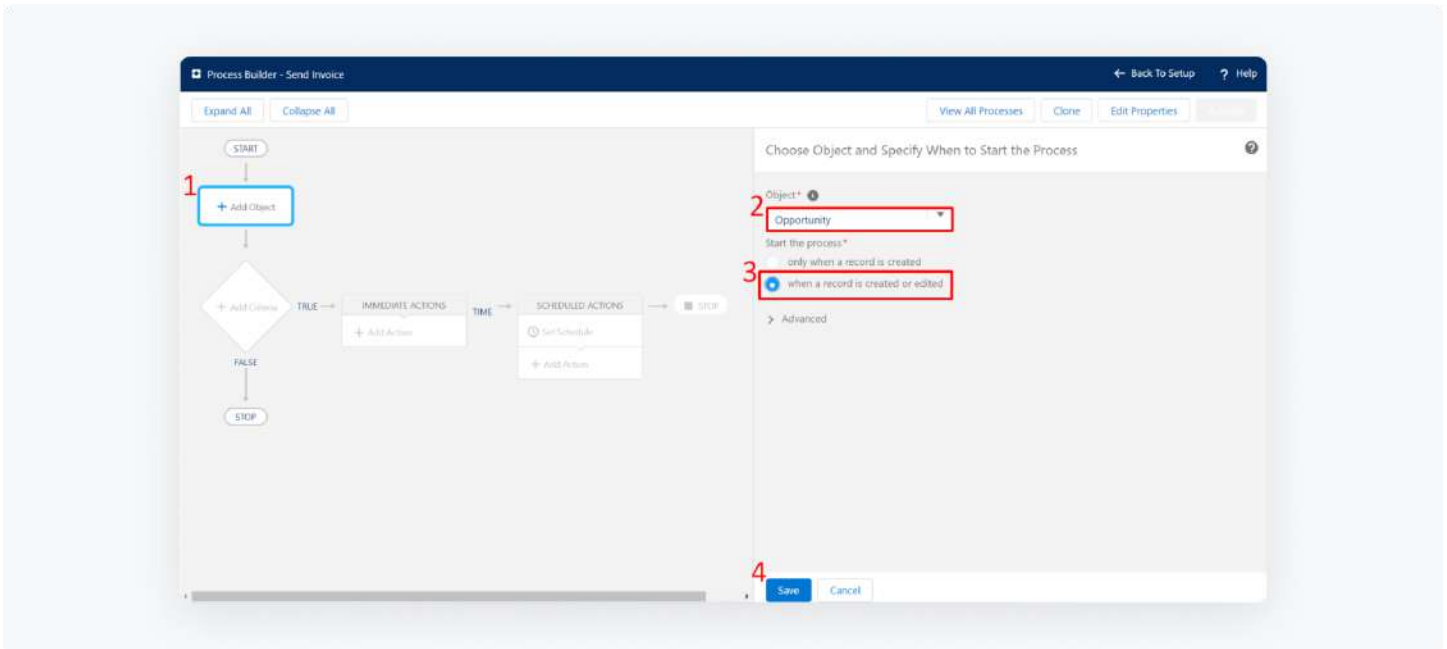 Process Builder - Send Invoice
← Back To Setup
? Help
Expand All
Collapse All
View All Processes
Clone
Edit Properties
START
1
+ Add Object
+ Add Criteria
TRUE
IMMEDIATE ACTIONS
+ Add Action
TIME
SCHEDULED ACTIONS
Set Schedule
+ Add Action
STOP
FALSE
STOP
Choose Object and Specify When to Start the Process
Object*
2
Opportunity
Start the process*
only when a record is created
3
when a record is created or edited
> Advanced
4
Save
Cancel